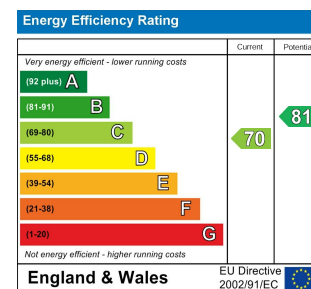 Energy Efficiency Rating
Current Potentia
Very energy efficient - lower running costs
(92 plus) A
(81-91) B
81
(69-80) C
70
(55-68) D
(39-54) E
(21-38) F
(1-20) G
Not energy efficient - higher running costs
England & Wales
EU Directive
2002/91/EC